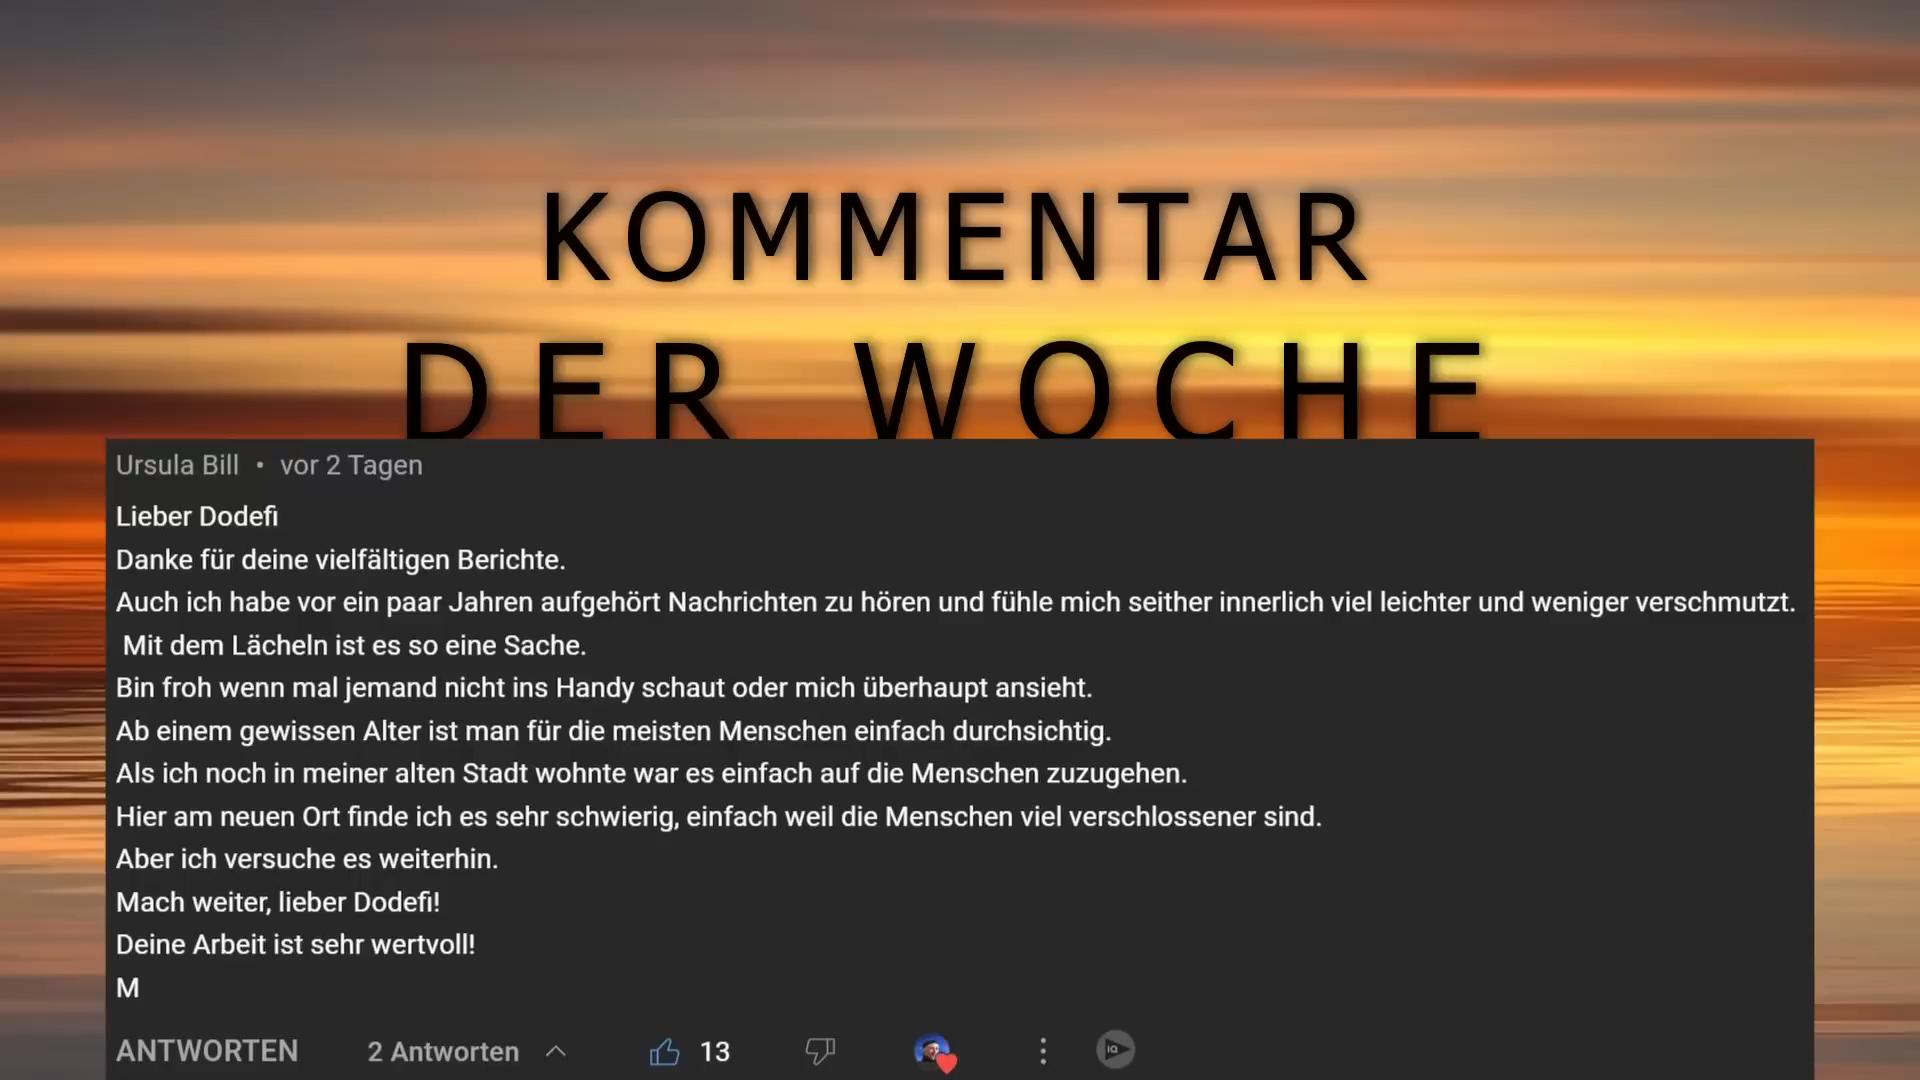 KOMMENTAR
DER WOCHE
Ursula Bill • vor 2 Tagen
Lieber Dodefi
Danke für deine vielfältigen Berichte.
Auch ich habe vor ein paar Jahren aufgehört Nachrichten zu hören und fühle mich seither innerlich viel leichter und weniger verschmutzt.
Mit dem Lächeln ist es so eine Sache.
Bin froh wenn mal jemand nicht ins Handy schaut oder mich überhaupt ansieht.
Ab einem gewissen Alter ist man für die meisten Menschen einfach durchsichtig.
Als ich noch in meiner alten Stadt wohnte war es einfach auf die Menschen zuzugehen.
Hier am neuen Ort finde ich es sehr schwierig, einfach weil die Menschen viel verschlossener sind.
Aber ich versuche es weiterhin.
Mach weiter, lieber Dodefi!
Deine Arbeit ist sehr wertvoll!
M
ANTWORTEN 2 Antworten 13 iQ